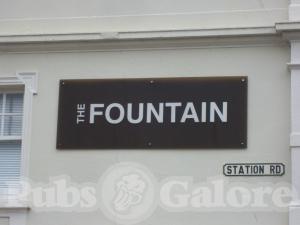 THE FOUNTAIN
STATION RD
Pubs Galore